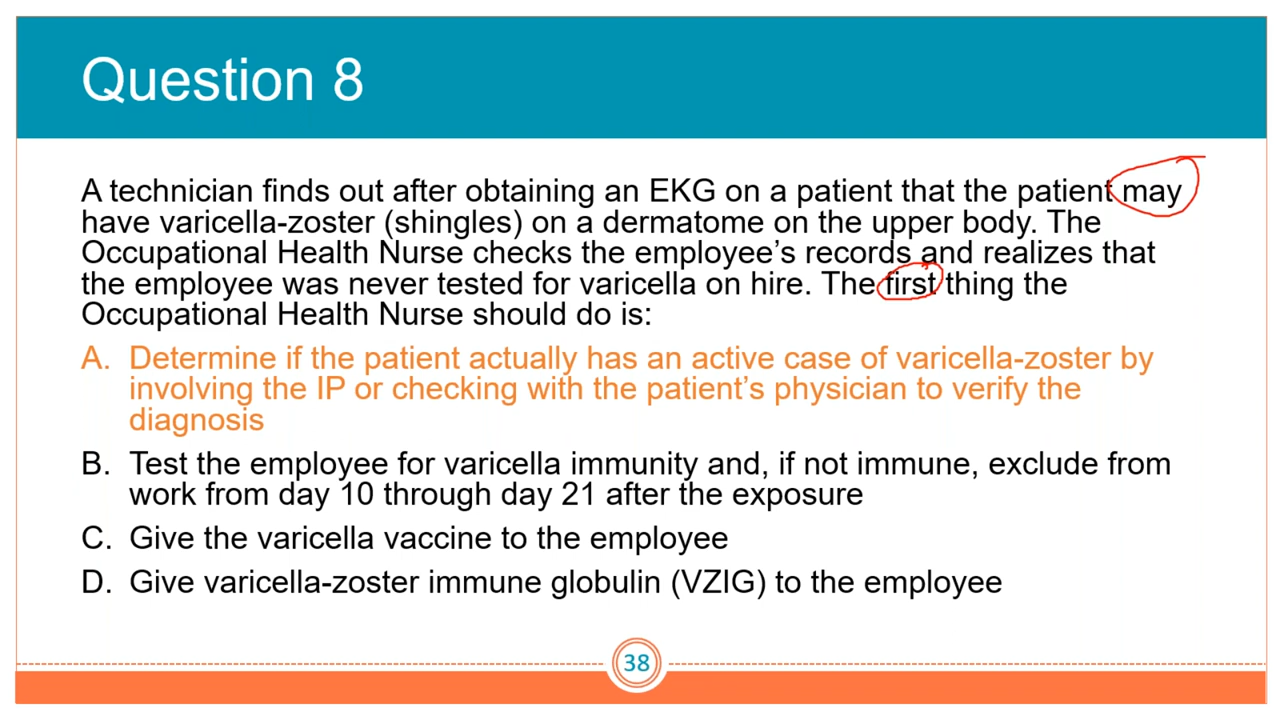 Question 8
A technician finds out after obtaining an EKG on a patient that the patient may
have varicella-zoster (shingles) on a dermatome on the upper body. The
Occupational Health Nurse checks the employee's records and realizes that
the employee was never tested for varicella on hire. The first thing the
Occupational Health Nurse should do is:
A. Determine if the patient actually has an active case of varicella-zoster by
involving the IP or checking with the patient's physician to verify the
diagnosis
B. Test the employee for varicella immunity and, if not immune, exclude from
work from day 10 through day 21 after the exposure
C. Give the varicella vaccine to the employee
D. Give varicella-zoster immune globulin (VZIG) to the employee
38